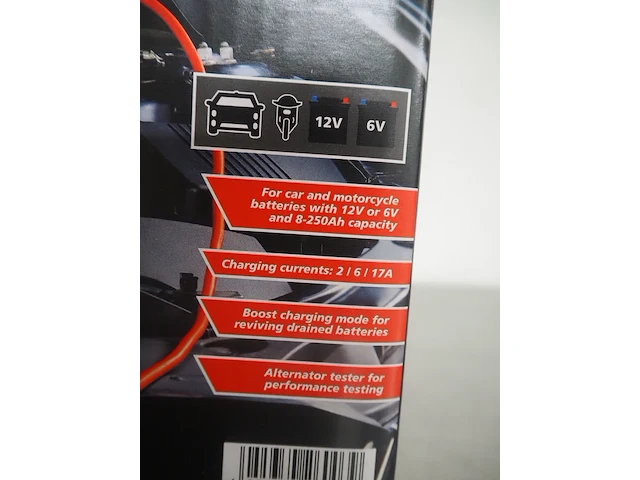 12V 6V
For car and motorcycle
batteries with 12V or 6V
and 8-250Ah capacity
Charging currents: 2 / 6 / 17A
Boost charging mode for
reviving drained batteries
Alternator tester for
performance testing